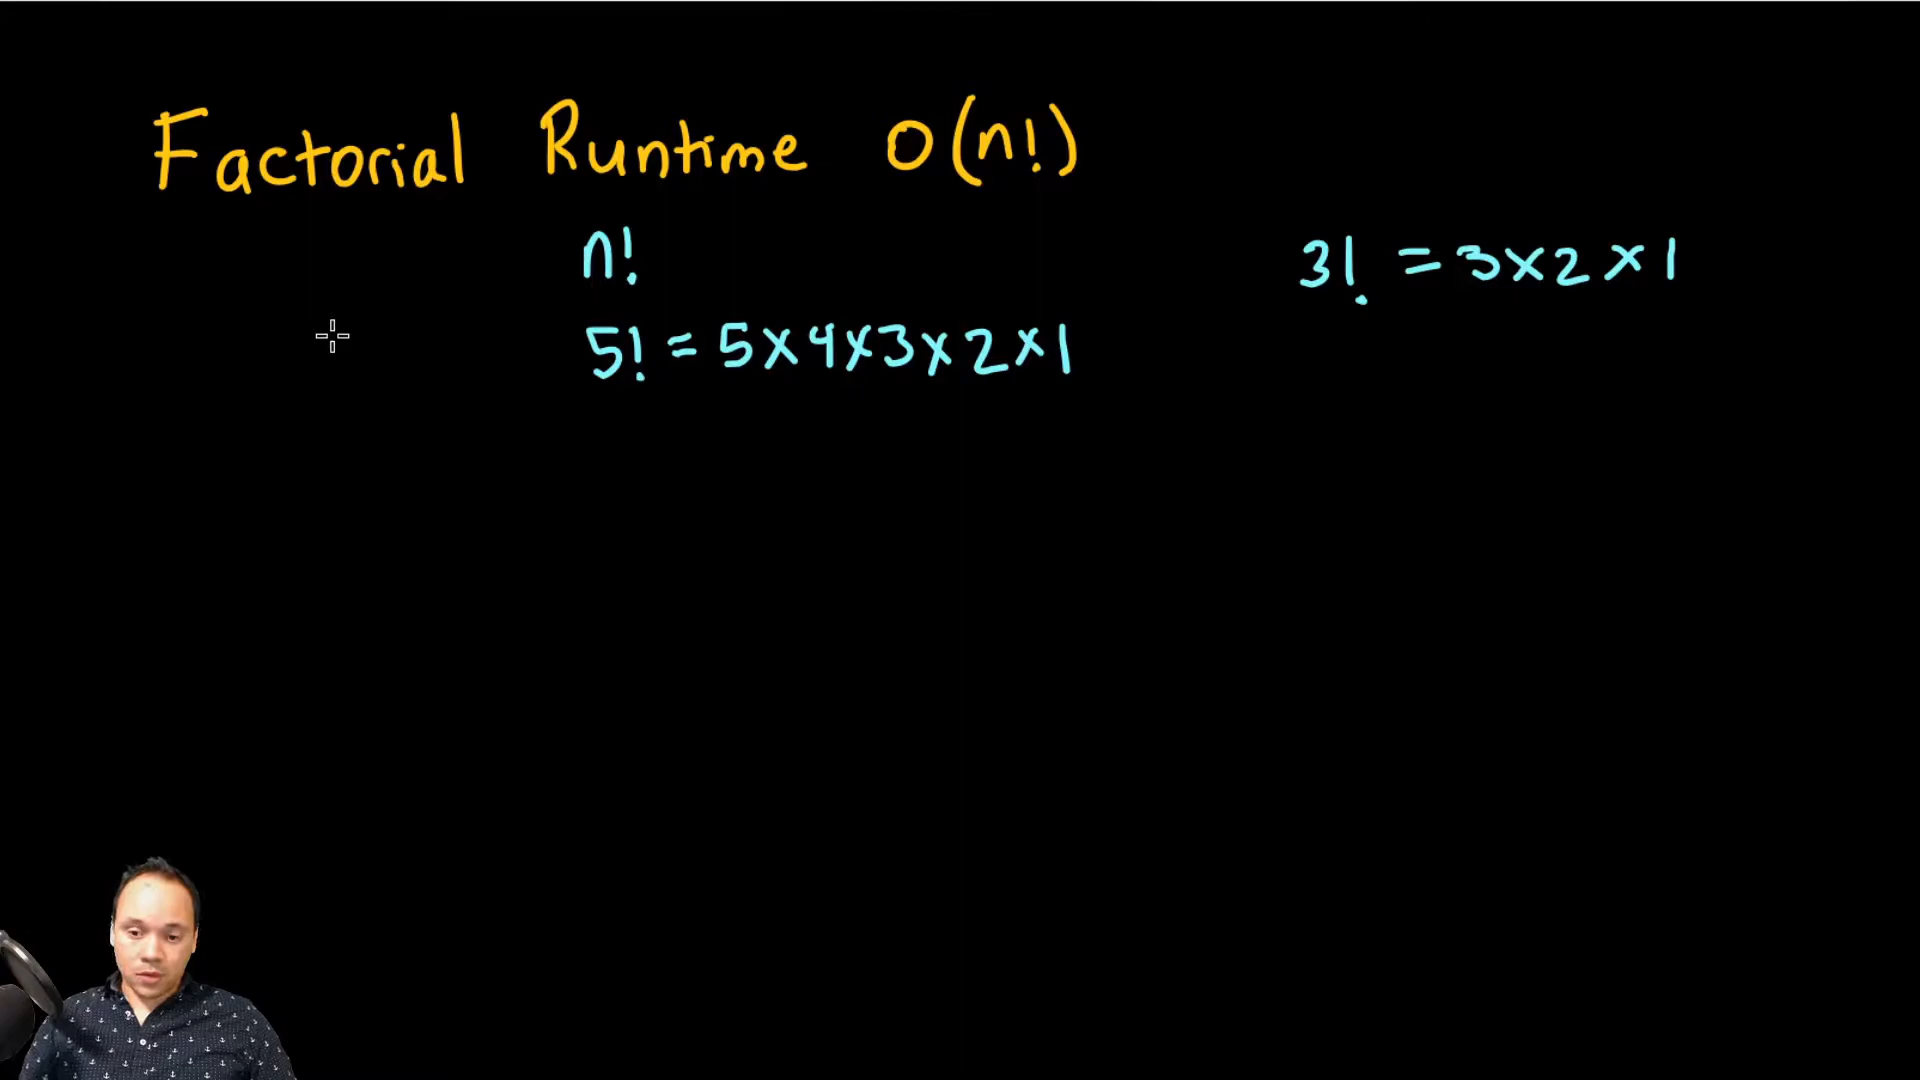 Factorial Runtime O(n!)
n!
3! = 3x2x1
5! = 5x4x3x2x1